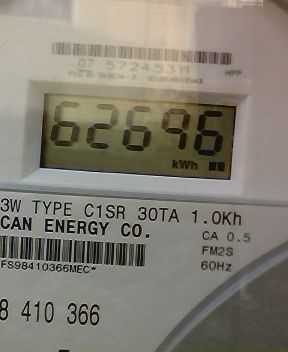 07 57245311
HPP
62696
kWh
3W TYPE C1SR 30TA 1.0Kh
CAN ENERGY CO.
CA 0.5
FM2S
60Hz
FS98410366MEC*
8 410 366